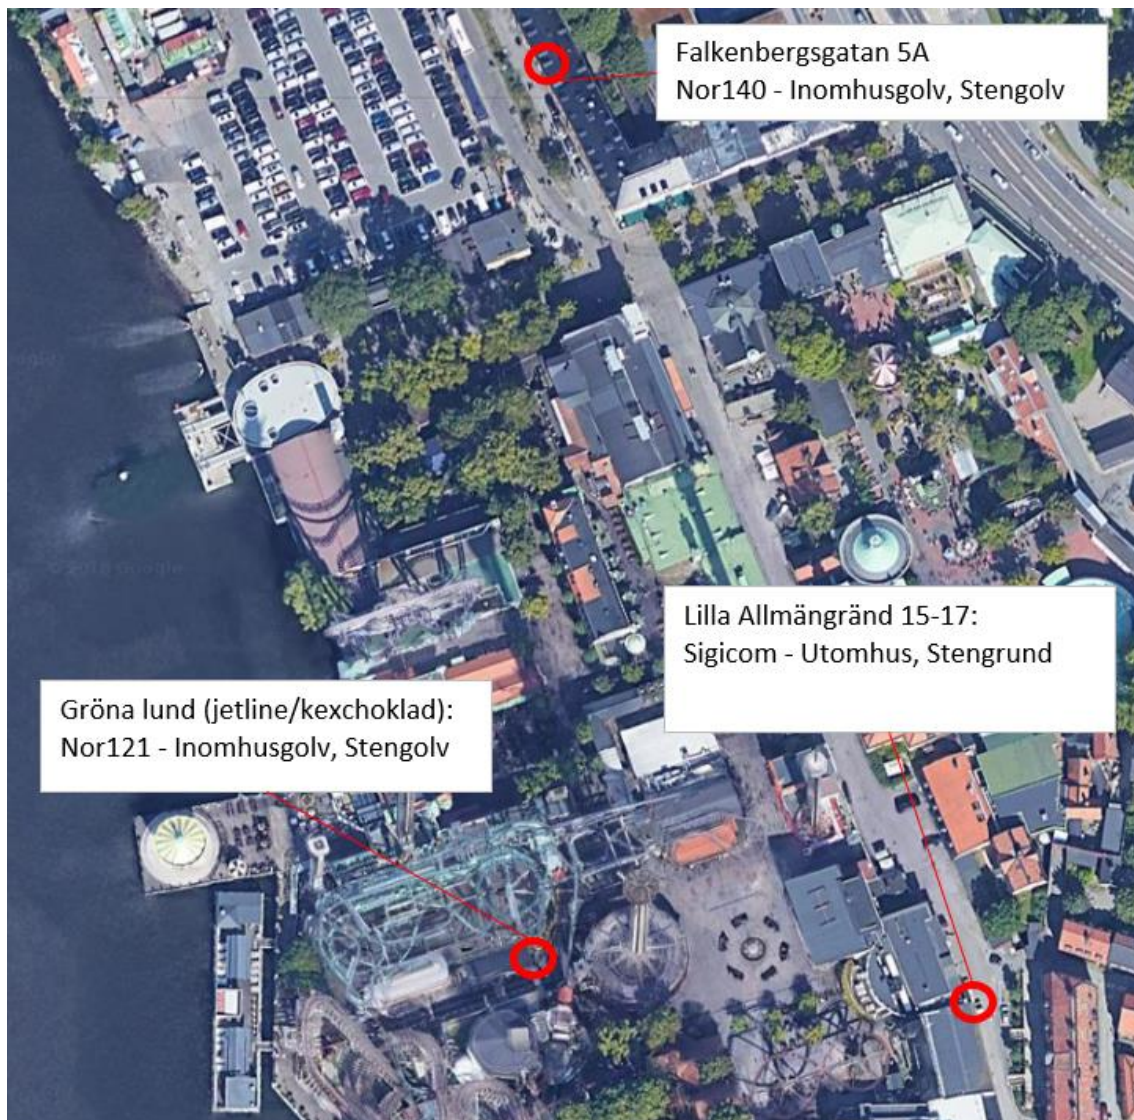 Falkenbergsgatan 5A
Nor140 - Inomhusgolv, Stengolv
Lilla Allmängränd 15-17:
Sigicom - Utomhus, Stengrund
Gröna lund (jetline/kexchoklad):
Nor121 - Inomhusgolv, Stengolv